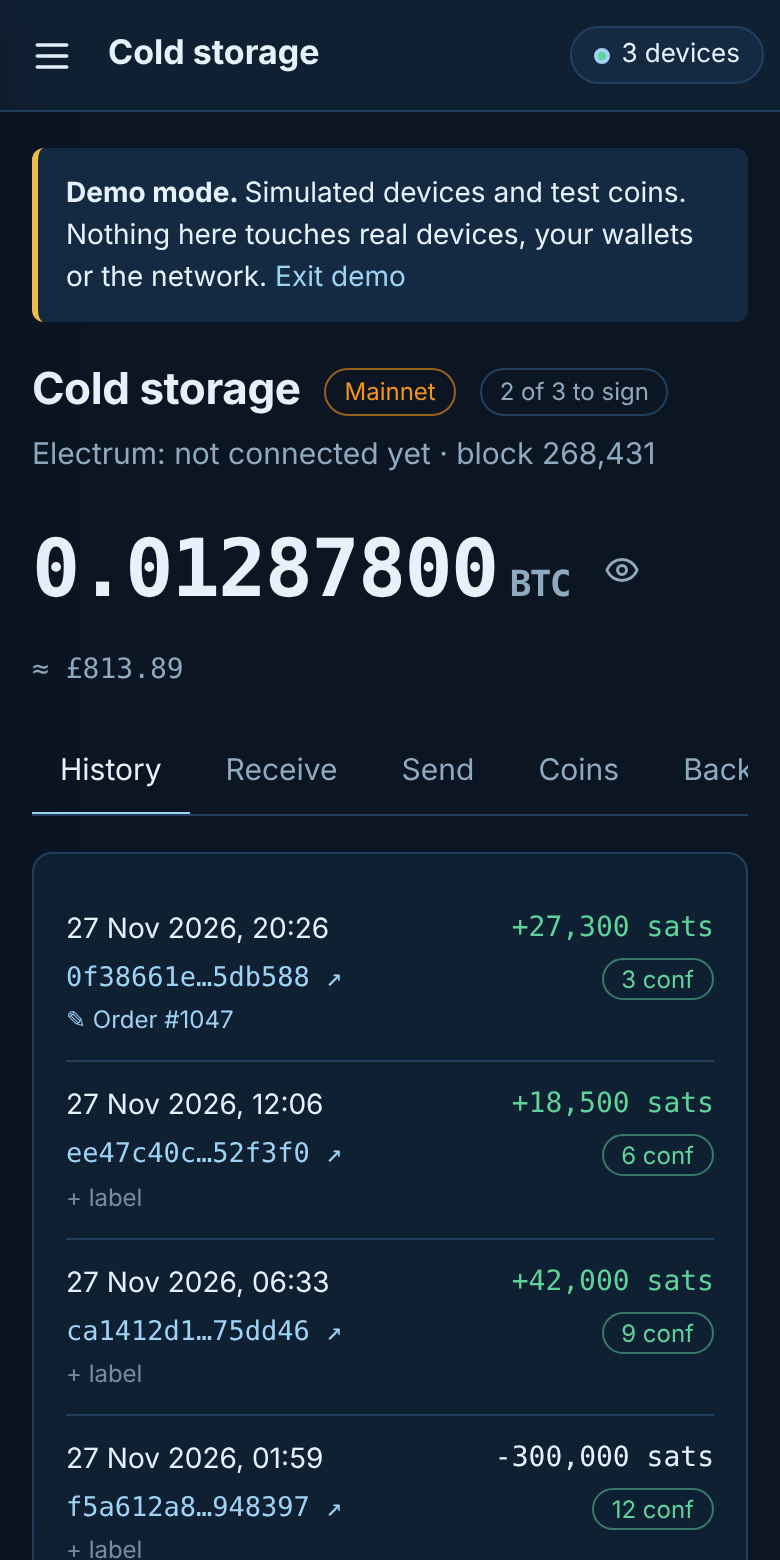 Cold storage
3 devices
Demo mode. Simulated devices and test coins.
Nothing here touches real devices, your wallets
or the network. Exit demo
Cold storage Mainnet 2 of 3 to sign
Electrum: not connected yet · block 268,431
0.01287800 BTC
≈ £813.89
History Receive Send Coins Back
27 Nov 2026, 20:26 +27,300 sats
0f38661e…5db588 ↗ 3 conf
✎ Order #1047
27 Nov 2026, 12:06 +18,500 sats
ee47c40c…52f3f0 ↗ 6 conf
+ label
27 Nov 2026, 06:33 +42,000 sats
ca1412d1…75dd46 ↗ 9 conf
+ label
27 Nov 2026, 01:59 -300,000 sats
f5a612a8…948397 ↗ 12 conf
+ label